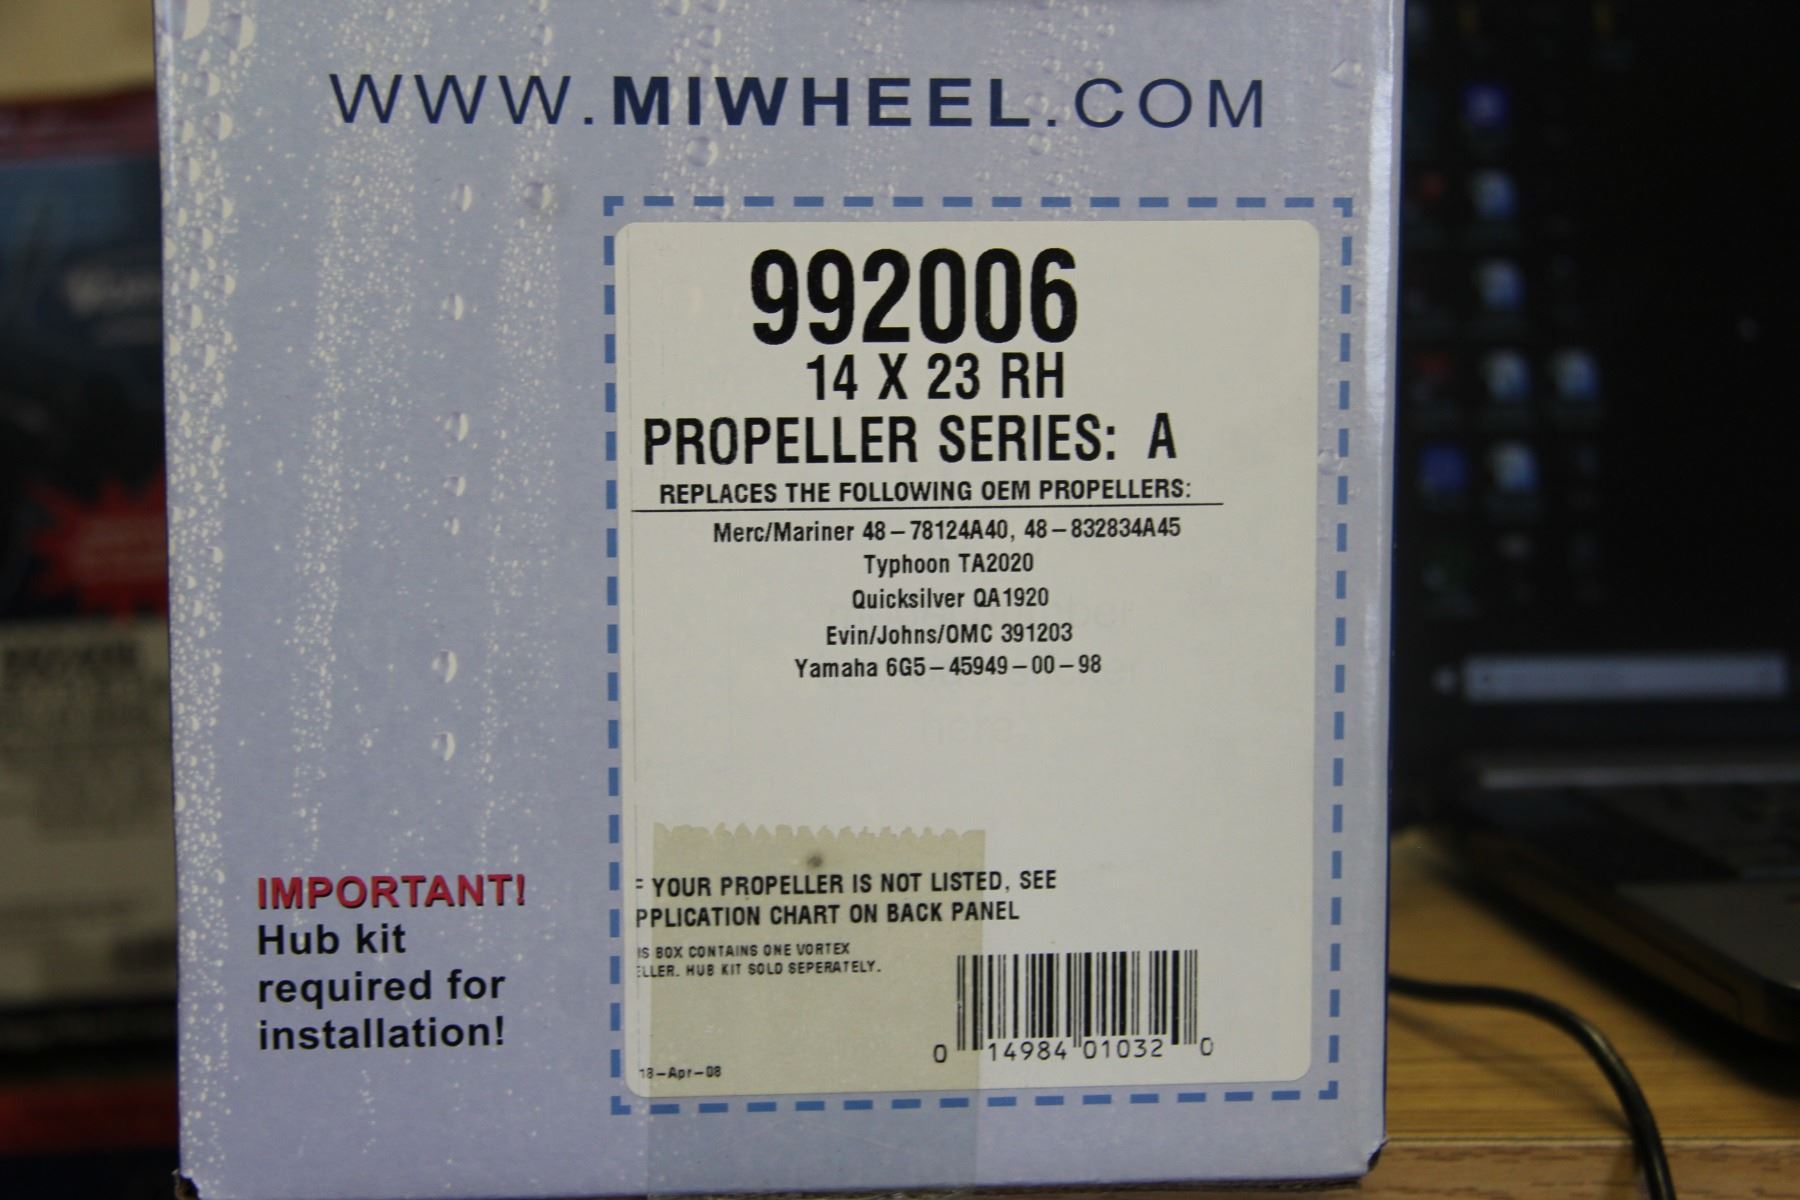 WWW.MIWHEEL.COM
992006
14 X 23 RH
PROPELLER SERIES: A
REPLACES THE FOLLOWING OEM PROPELLERS:
Merc/Mariner 48-78124A40, 48-832834A45
Typhoon TA2020
Quicksilver QA1920
Evin/Johns/OMC 391203
Yamaha 6G5-45949-00-98
here
YOUR PROPELLER IS NOT LISTED, SEE
PPLICATION CHART ON BACK PANEL
IS BOX CONTAINS ONE VORTEX
ELLER. HUB KIT SOLD SEPERATELY.
18-Apr-08
0 14984 01032 0
IMPORTANT!
Hub kit
required for
installation!